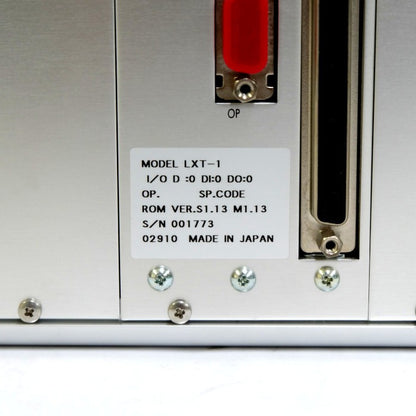 OP
MODEL LXT-1
I/O D :0 DI:0 DO:0
OP. SP.CODE
ROM VER.S1.13 M1.13
S/N 001773
02910 MADE IN JAPAN